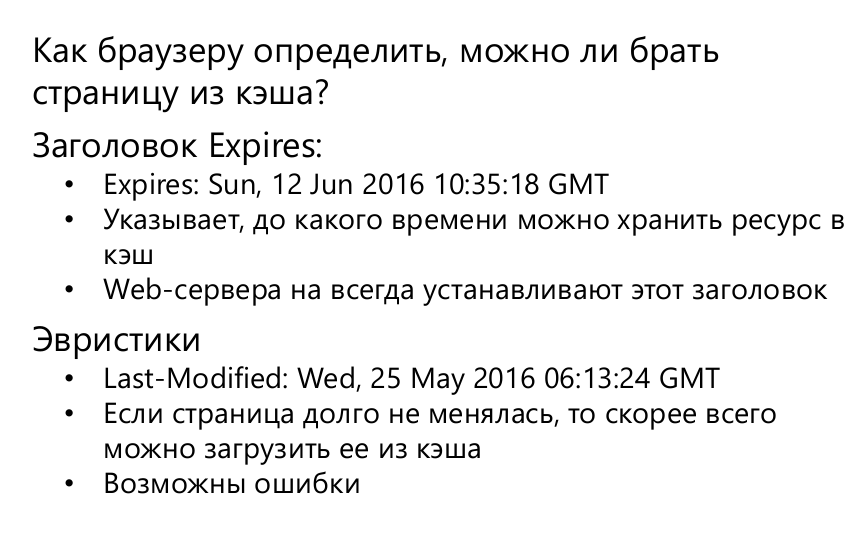 Как браузеру определить, можно ли брать
страницу из кэша?
Заголовок Expires:
• Expires: Sun, 12 Jun 2016 10:35:18 GMT
• Указывает, до какого времени можно хранить ресурс в
кэш
• Web-сервера на всегда устанавливают этот заголовок
Эвристики
• Last-Modified: Wed, 25 May 2016 06:13:24 GMT
• Если страница долго не менялась, то скорее всего
можно загрузить ее из кэша
• Возможны ошибки